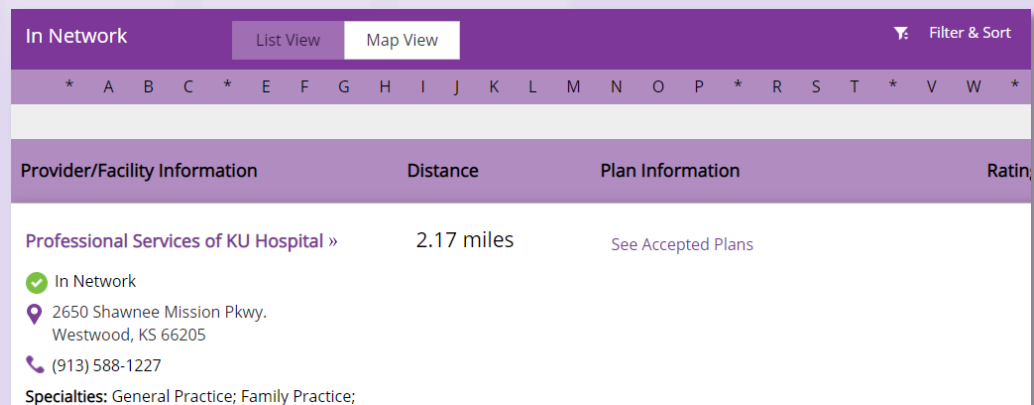 In Network List View Map View Filter & Sort
* A B C * E F G H I J K L M N O P * R S T * V W *
Provider/Facility Information Distance Plan Information Rating
Professional Services of KU Hospital » 2.17 miles See Accepted Plans
In Network
2650 Shawnee Mission Pkwy.
Westwood, KS 66205
(913) 588-1227
Specialties: General Practice; Family Practice;